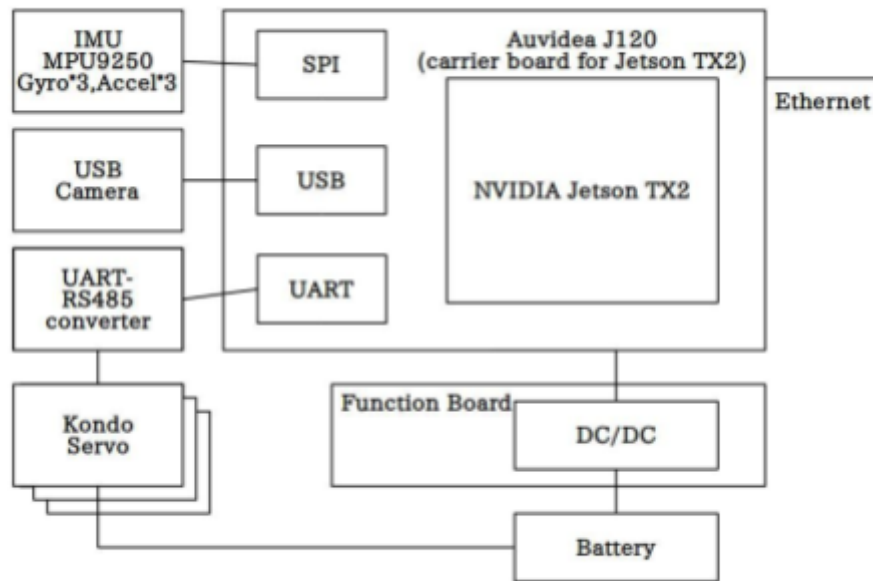 IMU
MPU9250
Gyro*3,Accel*3
SPI
Auvidea J120
(carrier board for Jetson TX2)
Ethernet
USB
Camera
USB
NVIDIA Jetson TX2
UART-
RS485
converter
UART
Kondo
Servo
Function Board
DC/DC
Battery